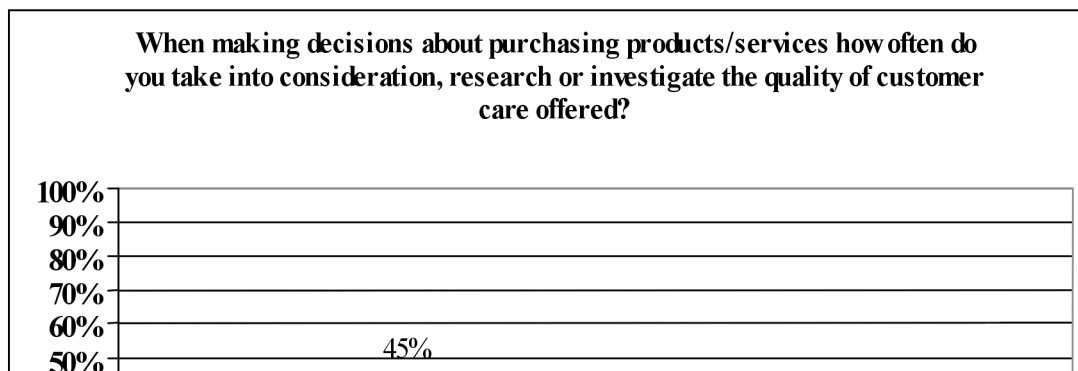 When making decisions about purchasing products/services how often do
you take into consideration, research or investigate the quality of customer
care offered?
100%
90%
80%
70%
60%
45%
50%